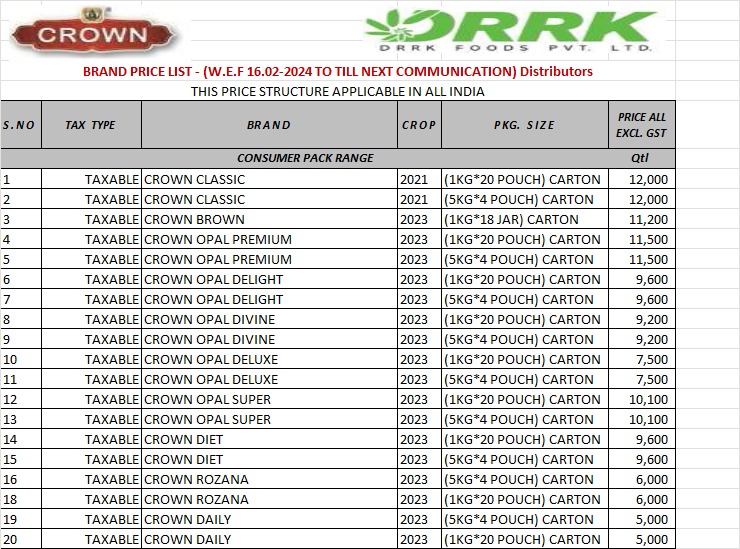 CROWN
DRRK
DRRK FOODS PVT. LTD.
BRAND PRICE LIST - (W.E.F 16.02-2024 TO TILL NEXT COMMUNICATION) Distributors
THIS PRICE STRUCTURE APPLICABLE IN ALL INDIA
S.NO TAX TYPE BRAND CROP PKG. SIZE PRICE ALL EXCL. GST
CONSUMER PACK RANGE Qtl
1 TAXABLE CROWN CLASSIC 2021 (1KG*20 POUCH) CARTON 12,000
2 TAXABLE CROWN CLASSIC 2021 (5KG*4 POUCH) CARTON 12,000
3 TAXABLE CROWN BROWN 2023 (1KG*18 JAR) CARTON 11,200
4 TAXABLE CROWN OPAL PREMIUM 2023 (1KG*20 POUCH) CARTON 11,500
5 TAXABLE CROWN OPAL PREMIUM 2023 (5KG*4 POUCH) CARTON 11,500
6 TAXABLE CROWN OPAL DELIGHT 2023 (1KG*20 POUCH) CARTON 9,600
7 TAXABLE CROWN OPAL DELIGHT 2023 (5KG*4 POUCH) CARTON 9,600
8 TAXABLE CROWN OPAL DIVINE 2023 (1KG*20 POUCH) CARTON 9,200
9 TAXABLE CROWN OPAL DIVINE 2023 (5KG*4 POUCH) CARTON 9,200
10 TAXABLE CROWN OPAL DELUXE 2023 (1KG*20 POUCH) CARTON 7,500
11 TAXABLE CROWN OPAL DELUXE 2023 (5KG*4 POUCH) CARTON 7,500
12 TAXABLE CROWN OPAL SUPER 2023 (1KG*20 POUCH) CARTON 10,100
13 TAXABLE CROWN OPAL SUPER 2023 (5KG*4 POUCH) CARTON 10,100
14 TAXABLE CROWN DIET 2023 (1KG*20 POUCH) CARTON 9,600
15 TAXABLE CROWN DIET 2023 (5KG*4 POUCH) CARTON 9,600
16 TAXABLE CROWN ROZANA 2023 (5KG*4 POUCH) CARTON 6,000
18 TAXABLE CROWN ROZANA 2023 (1KG*20 POUCH) CARTON 6,000
19 TAXABLE CROWN DAILY 2023 (5KG*4 POUCH) CARTON 5,000
20 TAXABLE CROWN DAILY 2023 (1KG*20 POUCH) CARTON 5,000